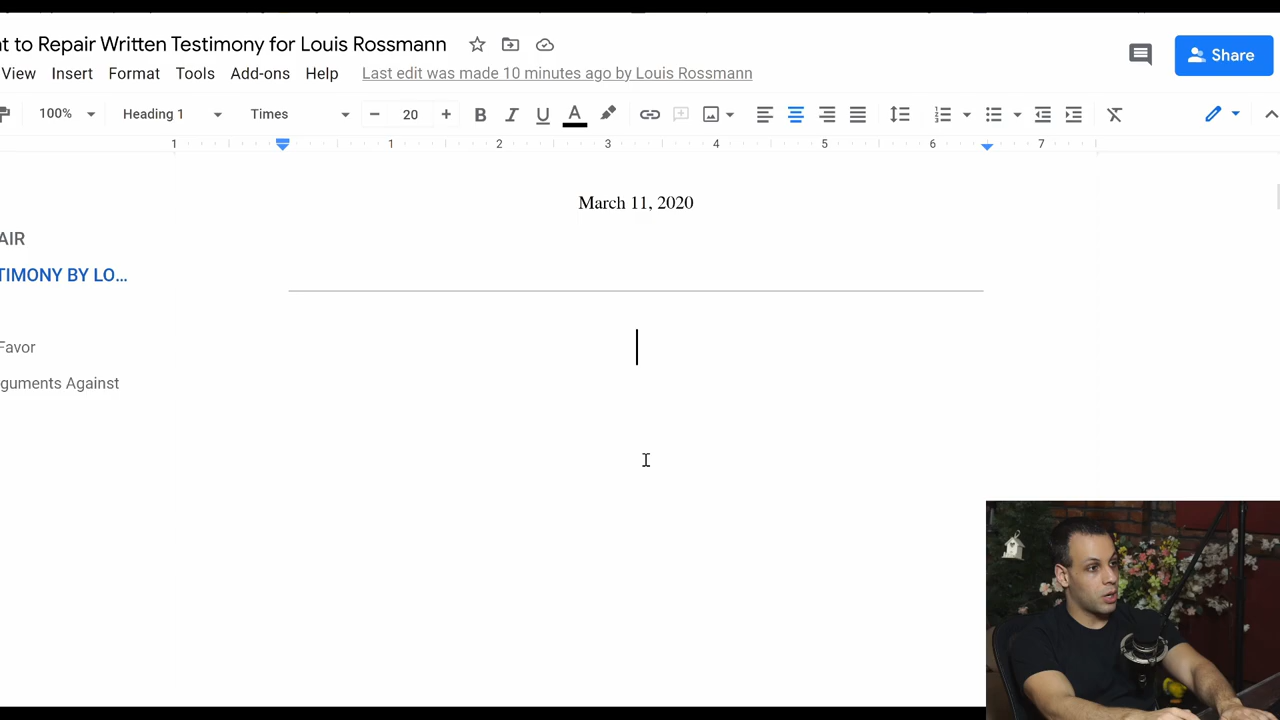 t to Repair Written Testimony for Louis Rossmann
View Insert Format Tools Add-ons Help Last edit was made 10 minutes ago by Louis Rossmann
Share
100% Heading 1 Times 20 B I U A
1 1 2 3 4 5 6 7
March 11, 2020
AIR
TIMONY BY LO...
Favor
guments Against